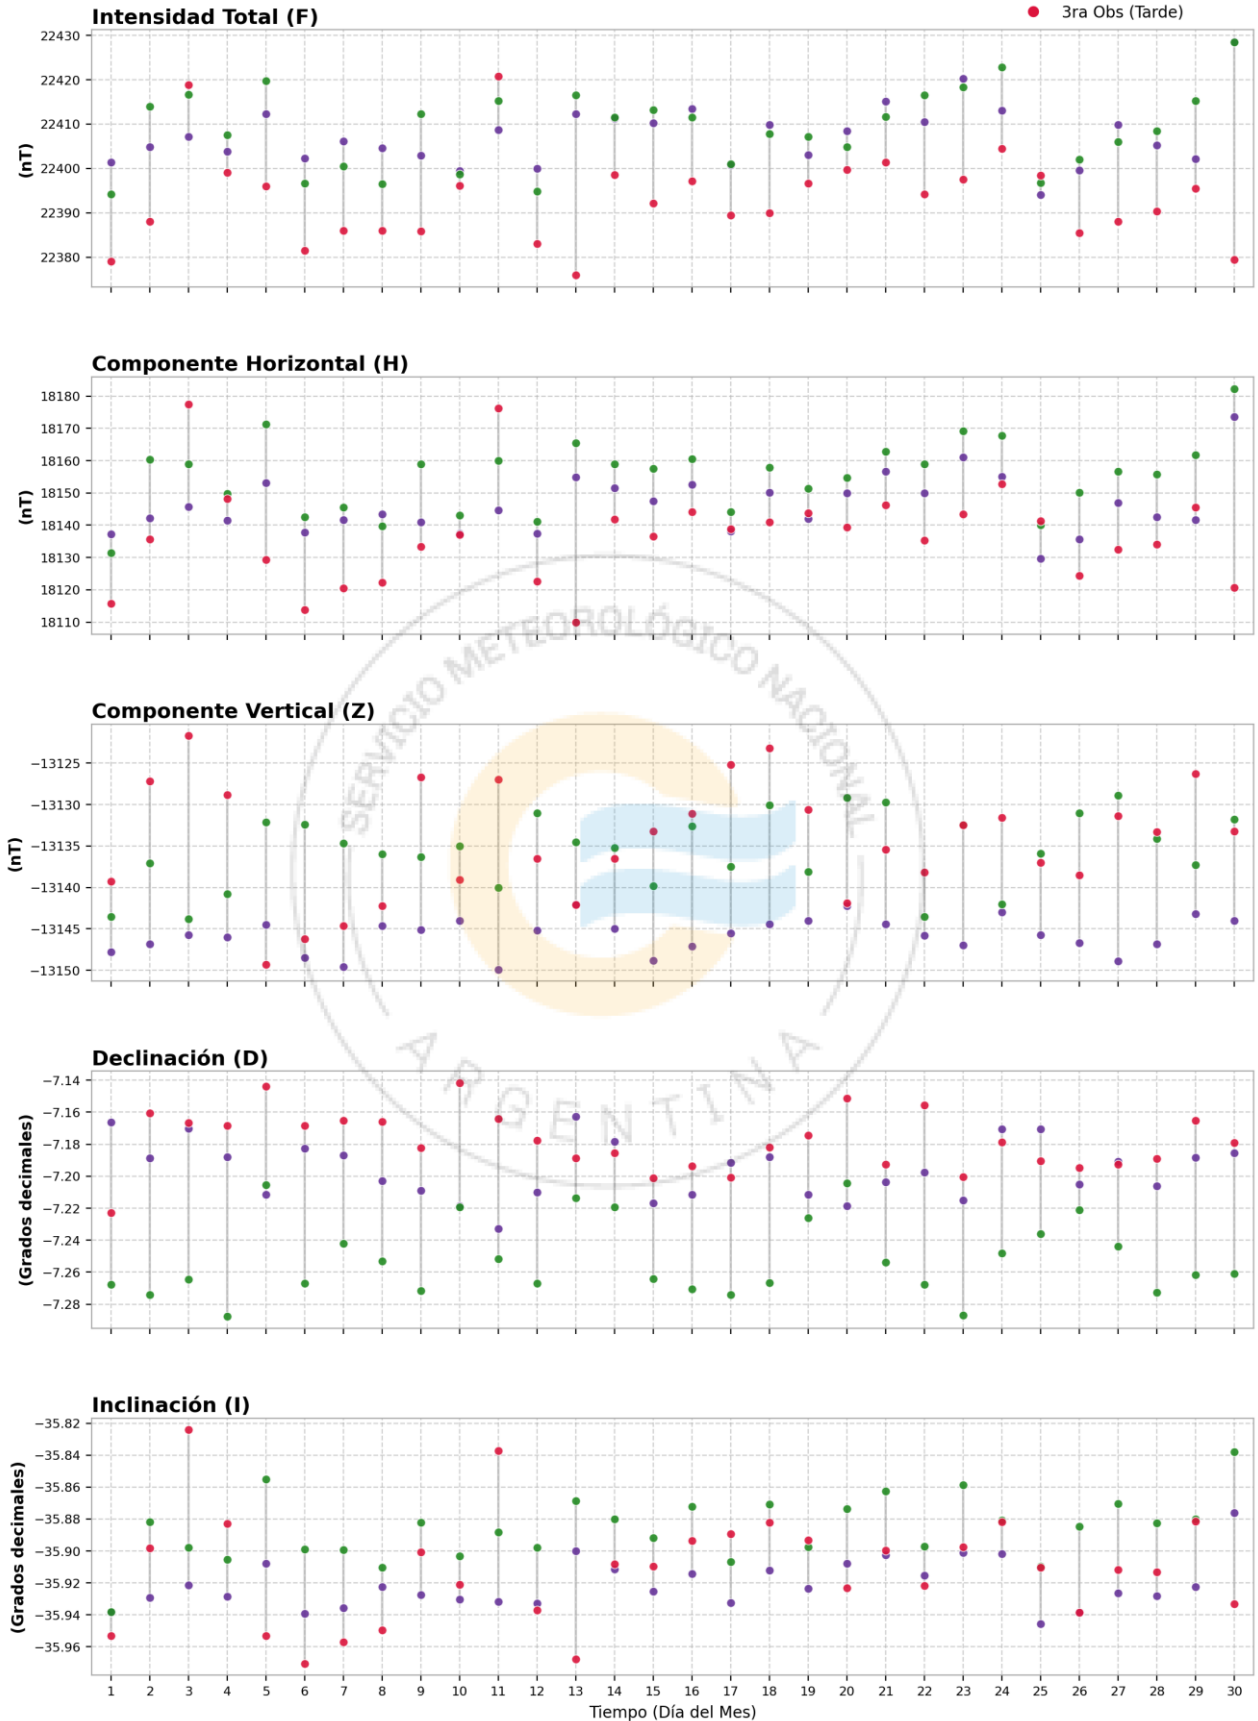 3ra Obs (Tarde)
Intensidad Total (F)
22430
22420
22410
22400
22390
22380
(nT)
Componente Horizontal (H)
18180
18170
18160
18150
18140
18130
18120
18110
(nT)
Componente Vertical (Z)
−13125
−13130
−13135
−13140
−13145
−13150
(nT)
SERVICIO METEOROLÓGICO NACIONAL
— ARGENTINA —
Declinación (D)
−7.14
−7.16
−7.18
−7.20
−7.22
−7.24
−7.26
−7.28
(Grados decimales)
Inclinación (I)
−35.82
−35.84
−35.86
−35.88
−35.90
−35.92
−35.94
−35.96
(Grados decimales)
1 2 3 4 5 6 7 8 9 10 11 12 13 14 15 16 17 18 19 20 21 22 23 24 25 26 27 28 29 30
Tiempo (Día del Mes)